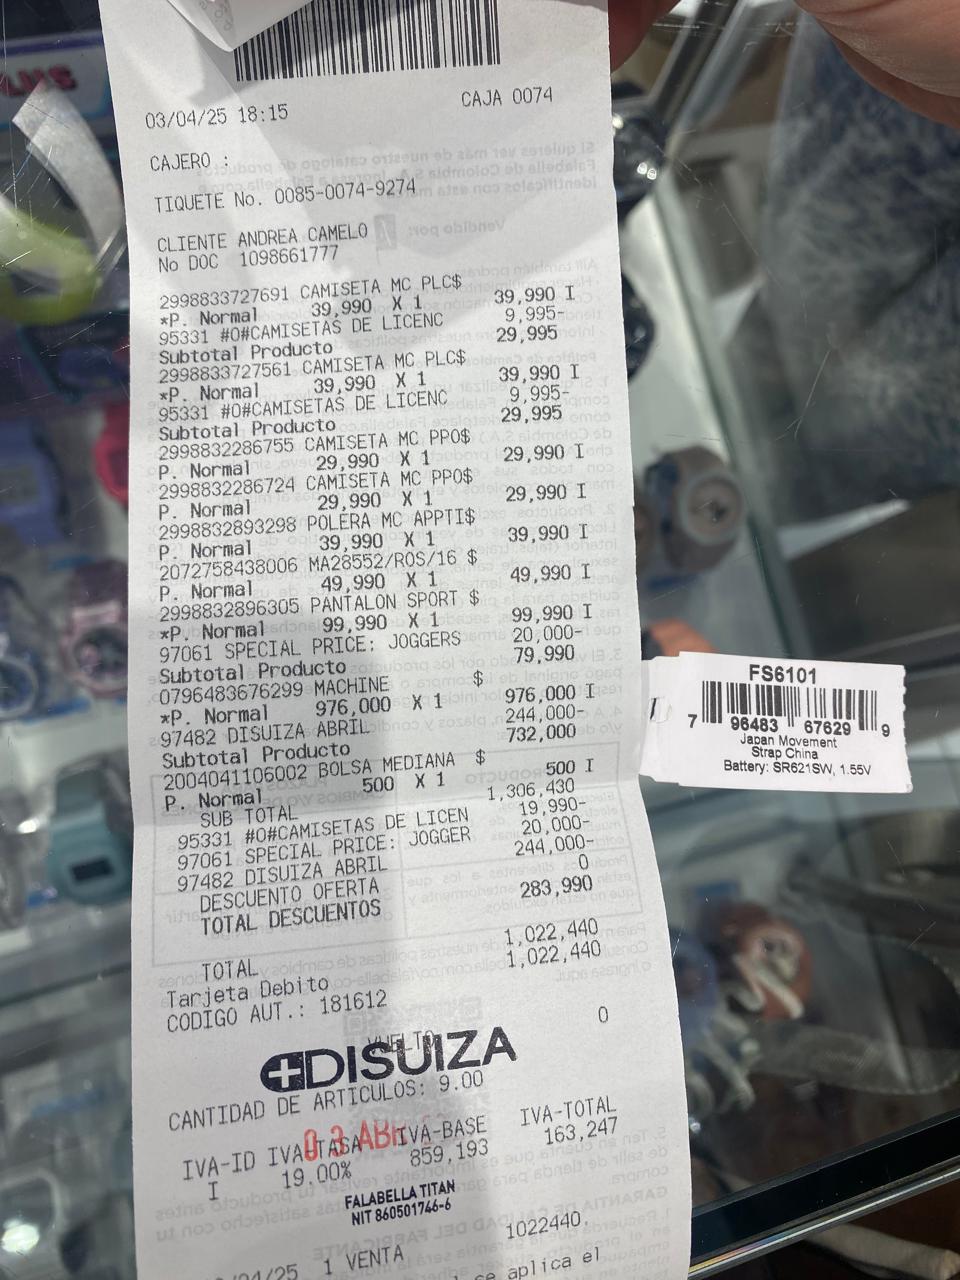 03/04/25 18:15 CAJA 0074
CAJERO :
TIQUETE No. 0085-0074-9274
CLIENTE ANDREA CAMELO
No DOC 1098661777
2998833727691 CAMISETA MC PLC$
*P. Normal 39,990 X 1 39,990 I
95331 #0#CAMISETAS DE LICENC 9,995-
Subtotal Producto 29,995
2998833727561 CAMISETA MC PLC$
*P. Normal 39,990 X 1 39,990 I
95331 #0#CAMISETAS DE LICENC 9,995-
Subtotal Producto 29,995
2998832286755 CAMISETA MC PPO$
P. Normal 29,990 X 1 29,990 I
2998832286724 CAMISETA MC PPO$
P. Normal 29,990 X 1 29,990 I
2998832893298 POLERA MC APPTI$
P. Normal 39,990 X 1 39,990 I
2072758438006 MA28552/ROS/16 $
P. Normal 49,990 X 1 49,990 I
2998832896305 PANTALON SPORT $
*P. Normal 99,990 X 1 99,990 I
97061 SPECIAL PRICE: JOGGERS 20,000-
Subtotal Producto 79,990
0796483676299 MACHINE $
*P. Normal 976,000 X 1 976,000 I
97482 DISUIZA ABRIL 244,000-
Subtotal Producto 732,000
2004041106002 BOLSA MEDIANA $
P. Normal 500 X 1 500 I
SUB TOTAL 1,306,430
95331 #0#CAMISETAS DE LICEN 19,990-
97061 SPECIAL PRICE: JOGGER 20,000-
97482 DISUIZA ABRIL 244,000-
DESCUENTO OFERTA 0
TOTAL DESCUENTOS 283,990
TOTAL 1,022,440
Tarjeta Debito 1,022,440
CODIGO AUT.: 181612
VUELTO 0
DISUIZA
CANTIDAD DE ARTICULOS: 9.00
03 ABR
IVA-ID IVA-TASA IVA-BASE IVA-TOTAL
I 19.00% 859,193 163,247
FALABELLA TITAN
NIT 860501746-6
1 VENTA 1022440
se aplica el
FS6101
7 96483 67629 9
Japan Movement
Strap China
Battery: SR621SW, 1.55V